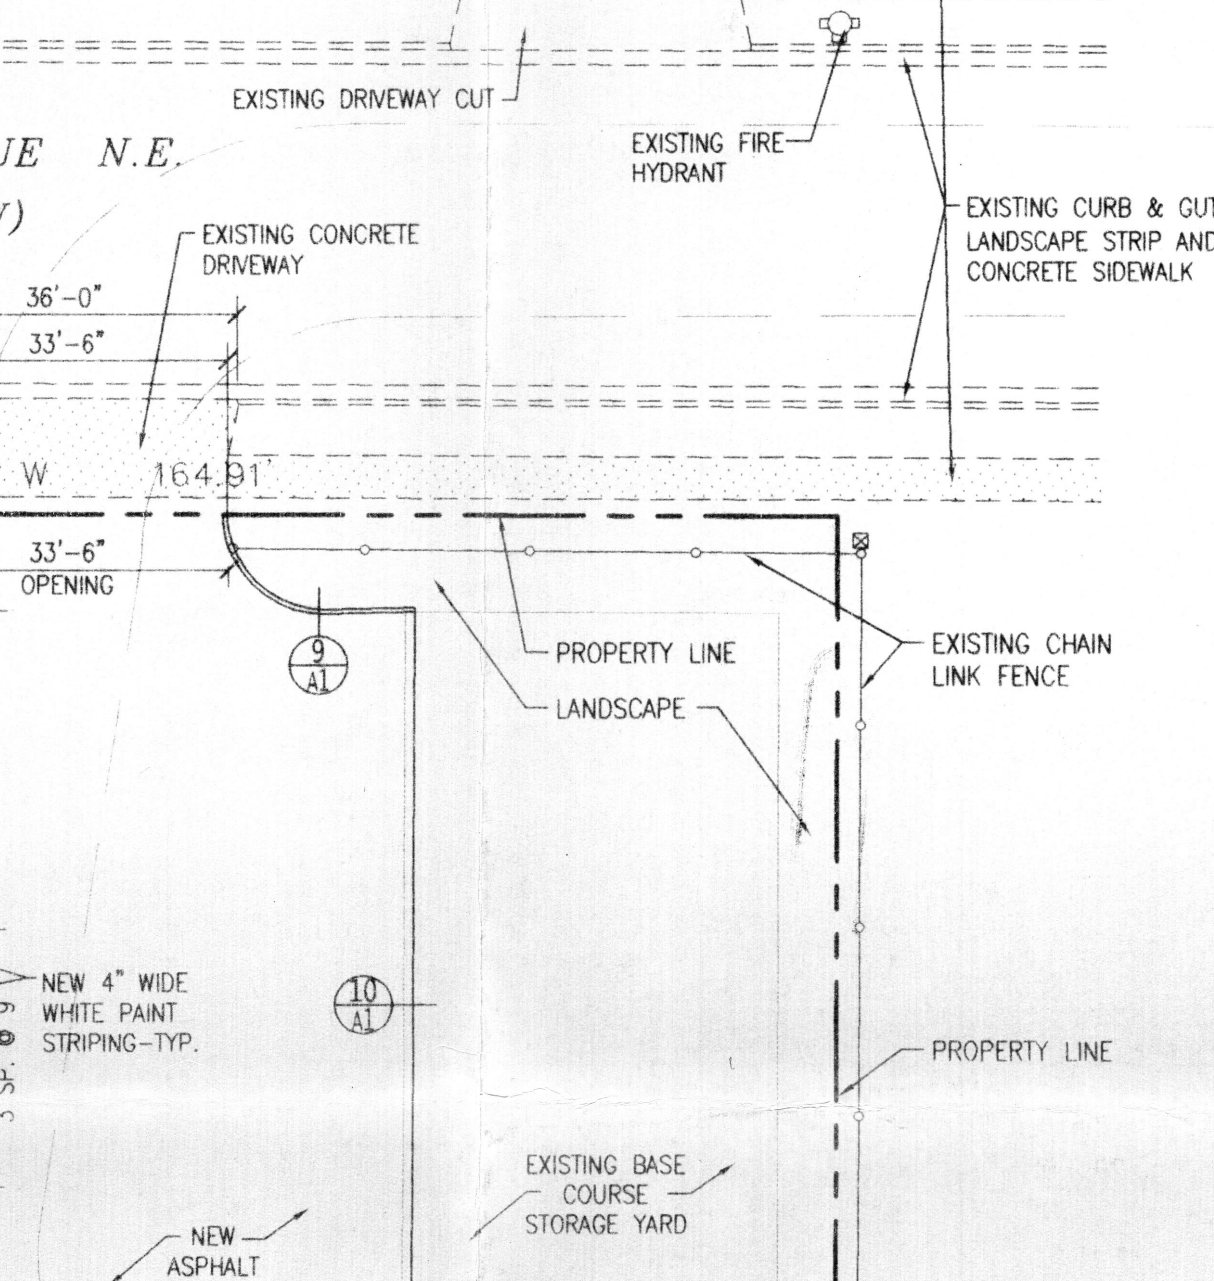 EXISTING DRIVEWAY CUT
EXISTING FIRE
HYDRANT
N.E.
EXISTING CURB &
LANDSCAPE STRIP AND
CONCRETE SIDEWALK
EXISTING CONCRETE
DRIVEWAY
36'-0"
33'-6"
W 164.91'
33'-6"
OPENING
9
A1
PROPERTY LINE
LANDSCAPE
EXISTING CHAIN
LINK FENCE
NEW 4" WIDE
WHITE PAINT
STRIPING-TYP.
10
A1
PROPERTY LINE
EXISTING BASE
COURSE
STORAGE YARD
NEW
ASPHALT